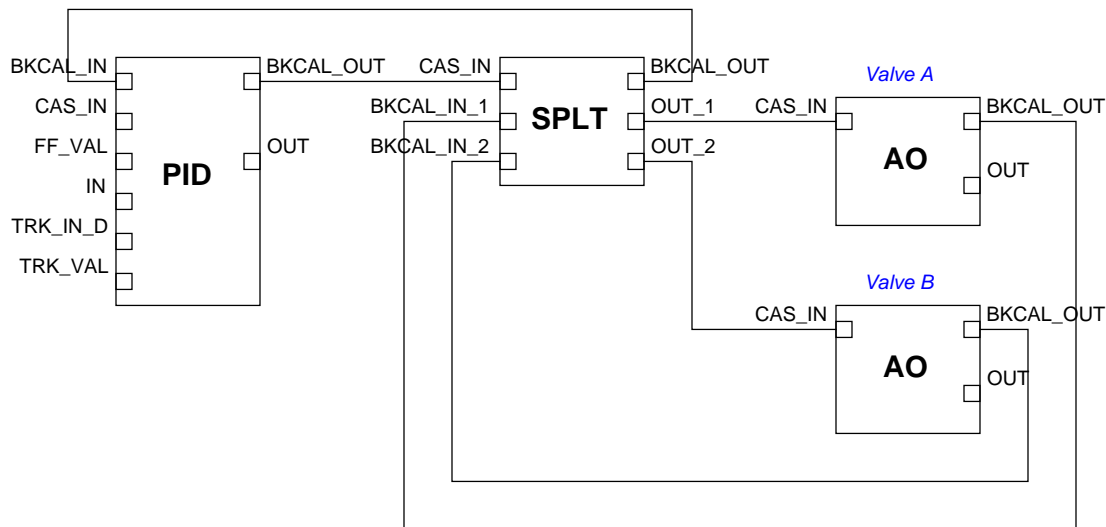 BKCAL_IN
CAS_IN
FF_VAL
IN
TRK_IN_D
TRK_VAL
PID
BKCAL_OUT
OUT
CAS_IN
BKCAL_IN_1
BKCAL_IN_2
SPLT
BKCAL_OUT
OUT_1
OUT_2
Valve A
CAS_IN
AO
BKCAL_OUT
OUT
Valve B
CAS_IN
AO
BKCAL_OUT
OUT